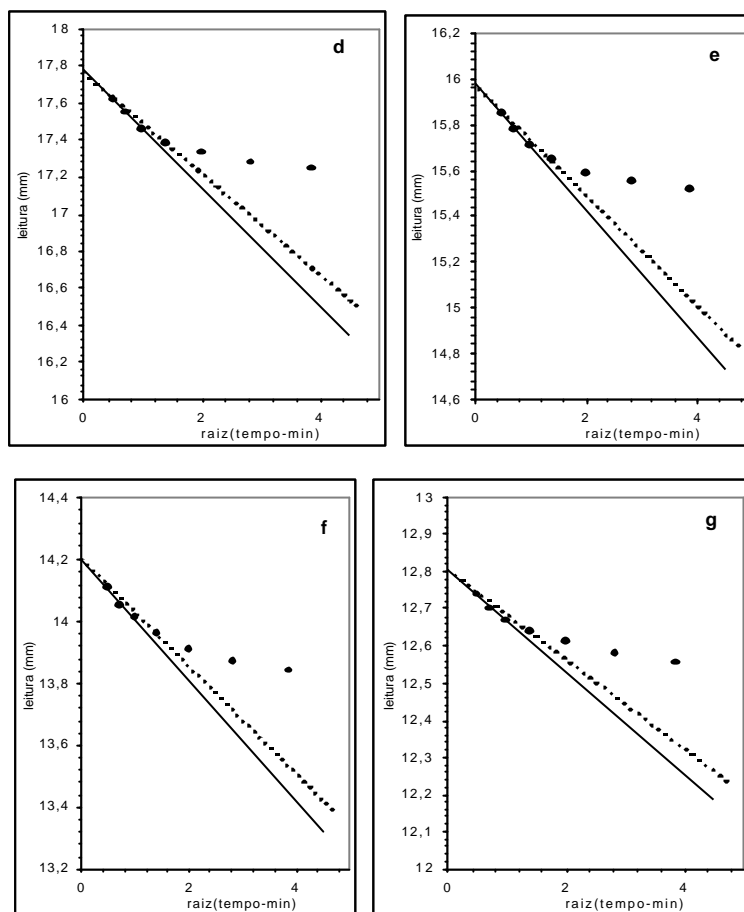 d
18
17,8
17,6
17,4
17,2
17
16,8
16,6
16,4
16,2
16
leitura (mm)
0 2 4
raiz(tempo-min)
e
16,2
16
15,8
15,6
15,4
15,2
15
14,8
14,6
leitura (mm)
0 2 4
raiz(tempo-min)
f
14,4
14,2
14
13,8
13,6
13,4
13,2
leitura (mm)
0 2 4
raiz(tempo-min)
g
13
12,9
12,8
12,7
12,6
12,5
12,4
12,3
12,2
12,1
12
leitura (mm)
0 2 4
raiz(tempo-min)